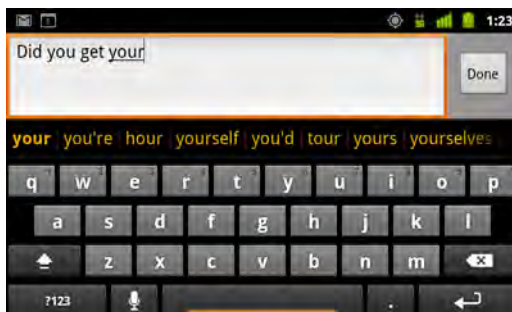 1:23
Did you get your
Done
your you're hour yourself you'd tour yours yourselves
q w e r t y u i o p
a s d f g h j k l
z x c v b n m
?123 .